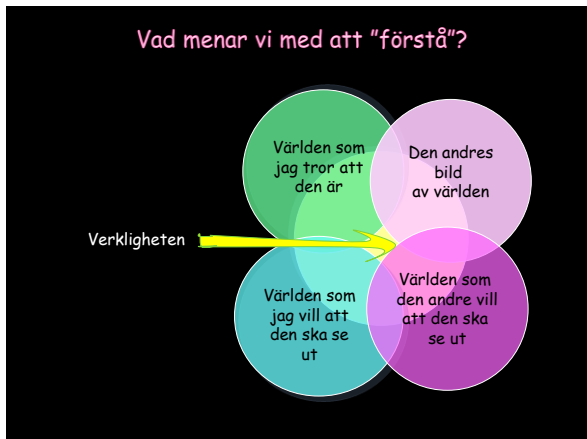 Vad menar vi med att ”förstå”?
Världen som
jag tror att
den är
Den andres
bild
av världen
Verkligheten
Världen som
jag vill att
den ska se
ut
Världen som
den andre vill
att den ska
se ut